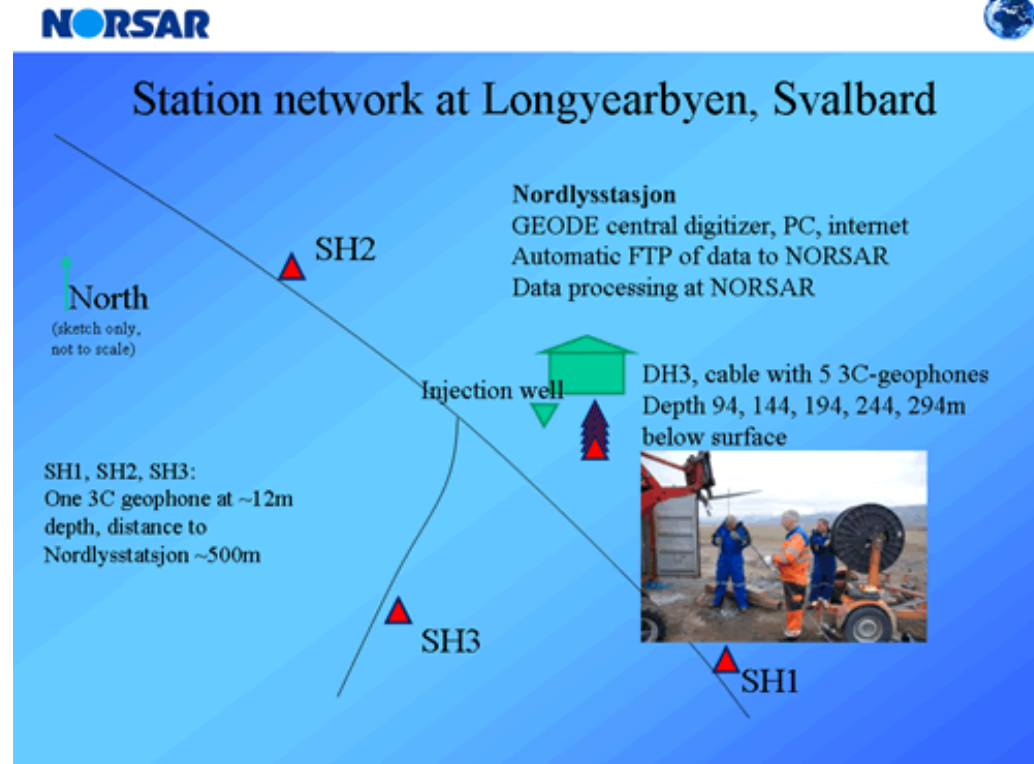 NORSAR
Station network at Longyearbyen, Svalbard
Nordlysstasjon
GEODE central digitizer, PC, internet
Automatic FTP of data to NORSAR
Data processing at NORSAR
SH2
North
(sketch only,
not to scale)
Injection well
DH3, cable with 5 3C-geophones
Depth 94, 144, 194, 244, 294m
below surface
SH1, SH2, SH3:
One 3C geophone at ~12m
depth, distance to
Nordlysstatsjon ~500m
SH3
SH1